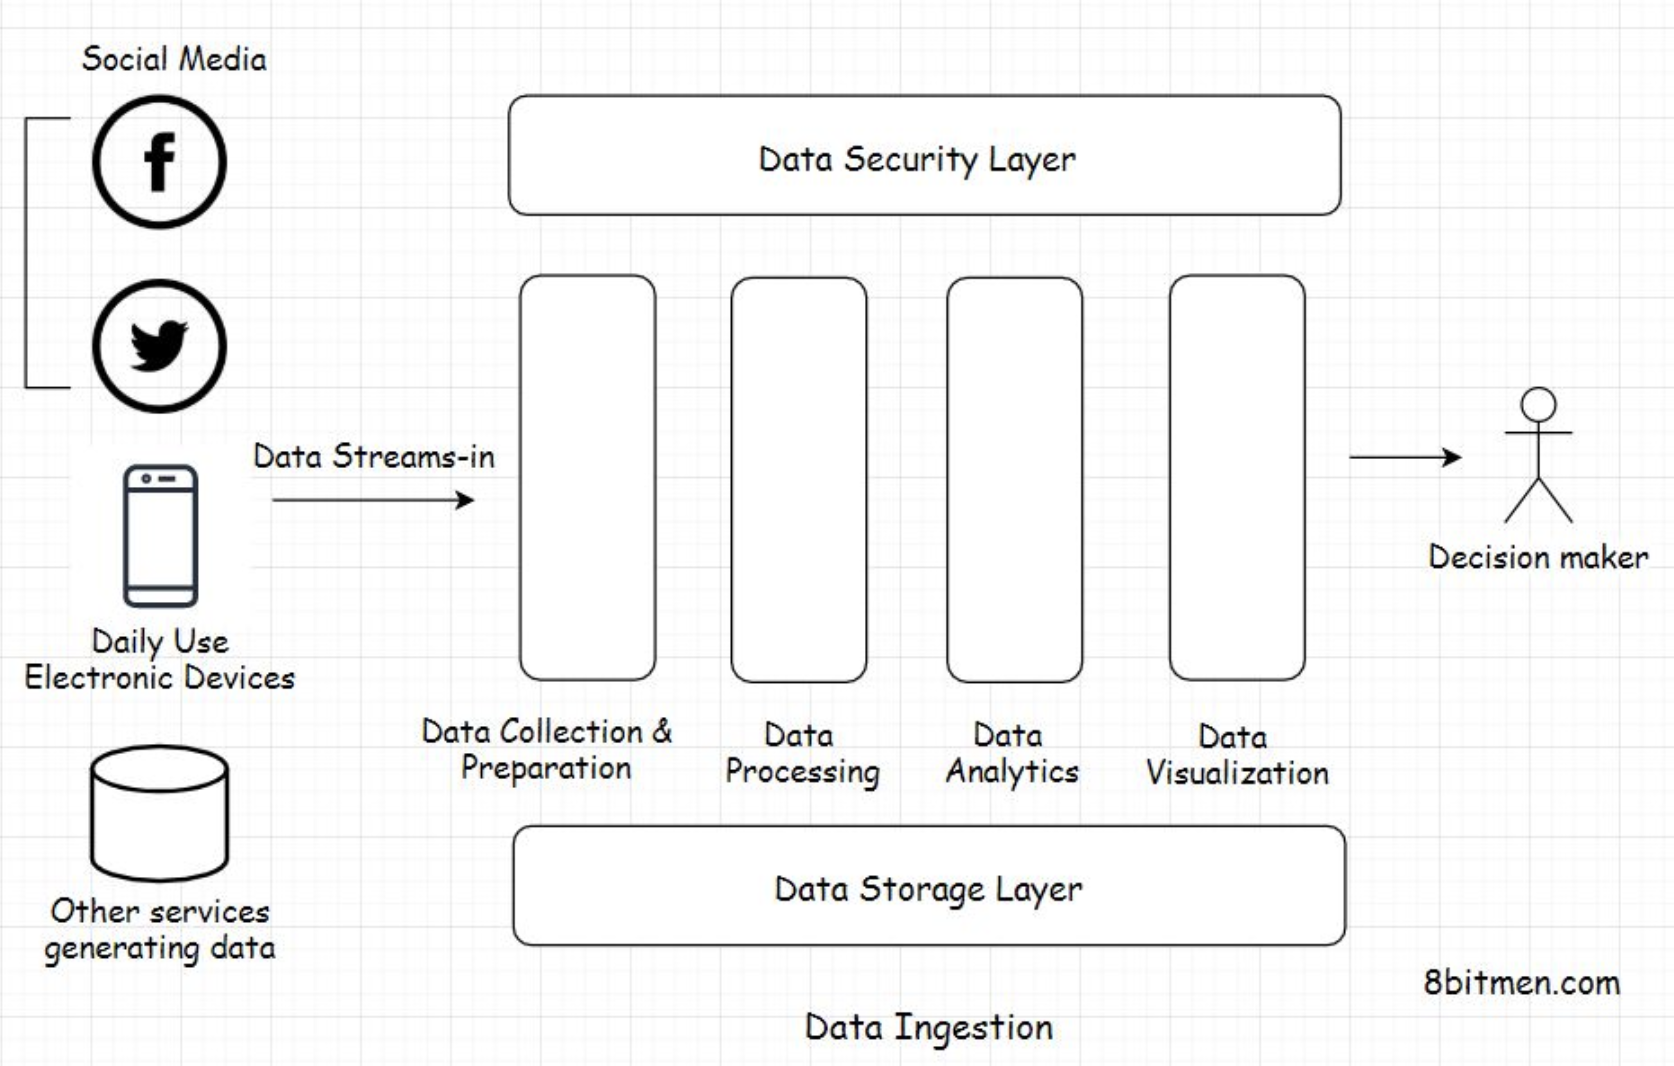 Social Media
Data Security Layer
Data Streams-in
Daily Use
Electronic Devices
Decision maker
Data Collection &
Preparation
Data
Processing
Data
Analytics
Data
Visualization
Data Storage Layer
Other services
generating data
8bitmen.com
Data Ingestion